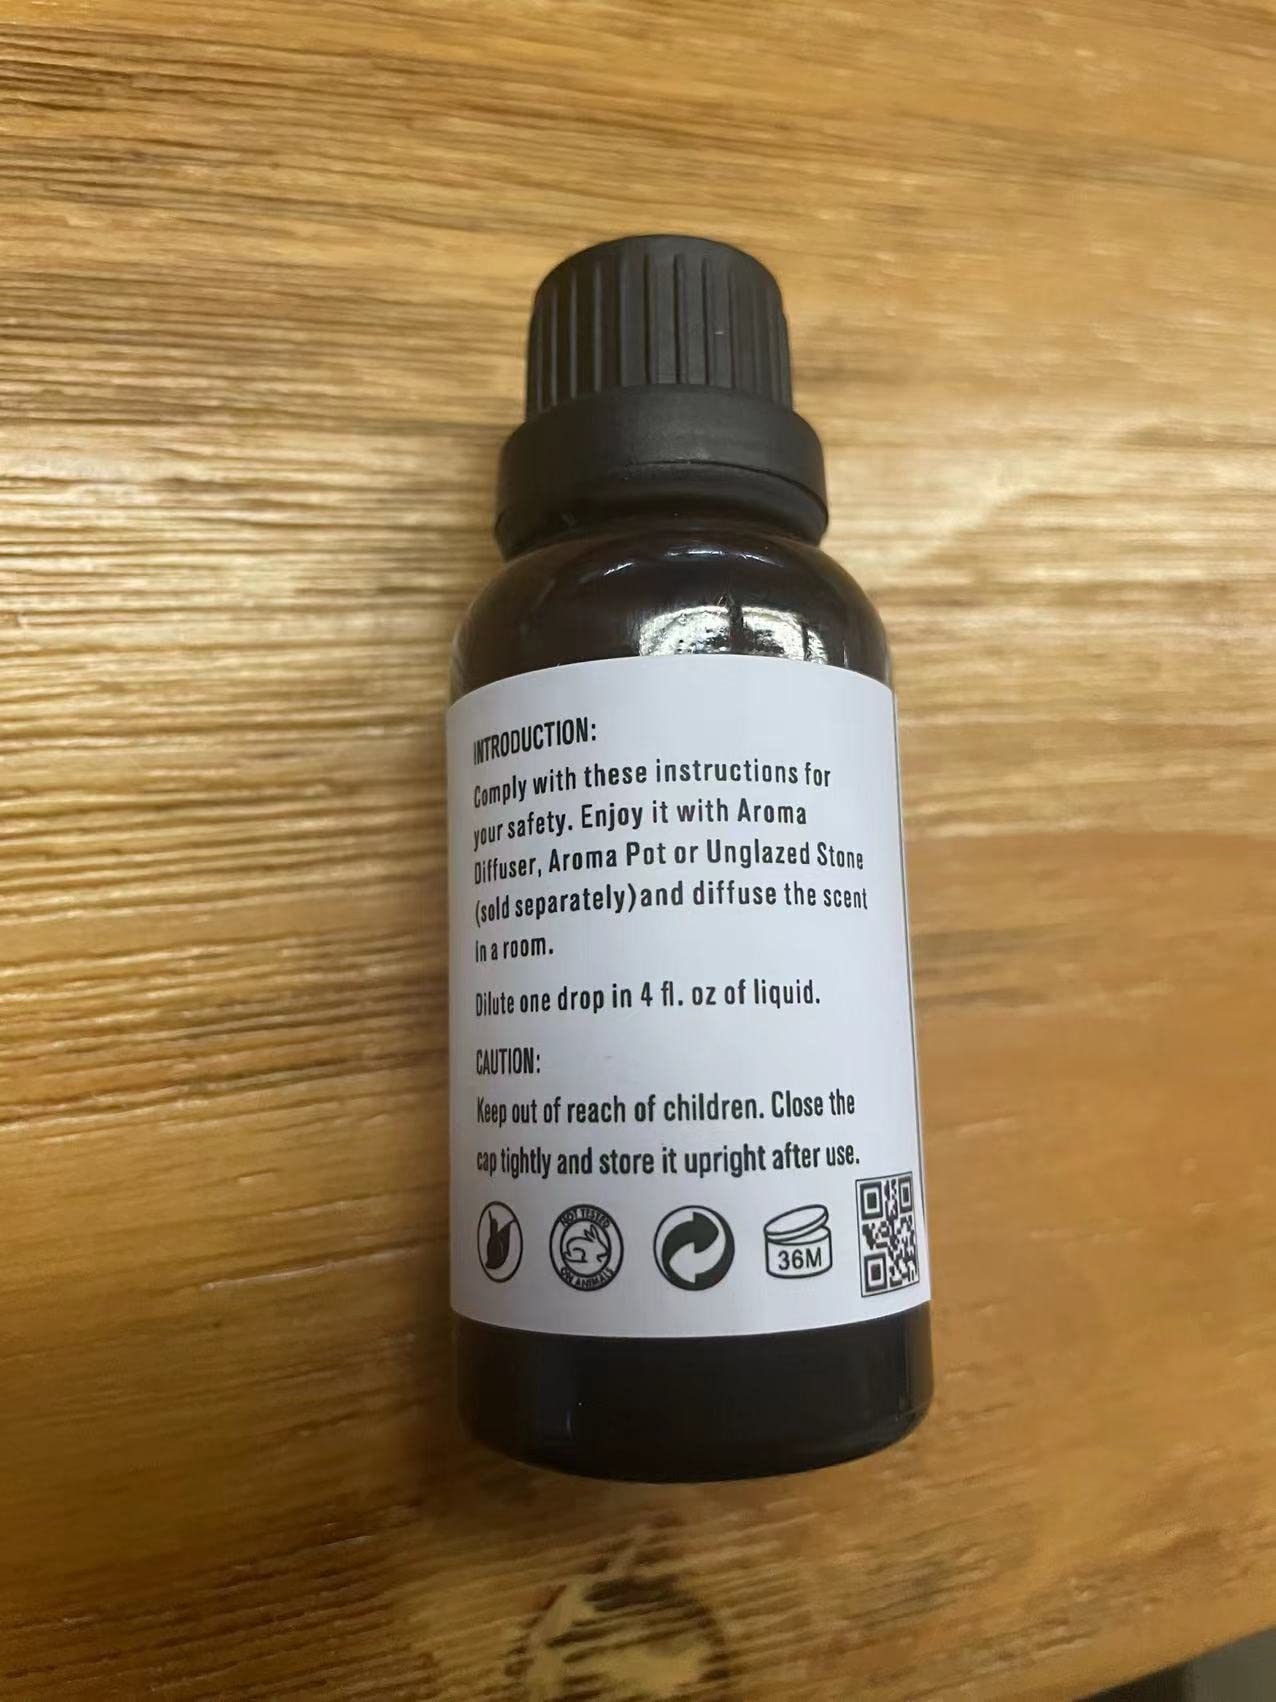 INTRODUCTION:
Comply with these instructions for
your safety. Enjoy it with Aroma
Diffuser, Aroma Pot or Unglazed Stone
(sold separately)and diffuse the scent
in a room.
Dilute one drop in 4 fl. oz of liquid.
CAUTION:
Keep out of reach of children. Close the
cap tightly and store it upright after use.
NOT TESTED
ON ANIMALS
36M